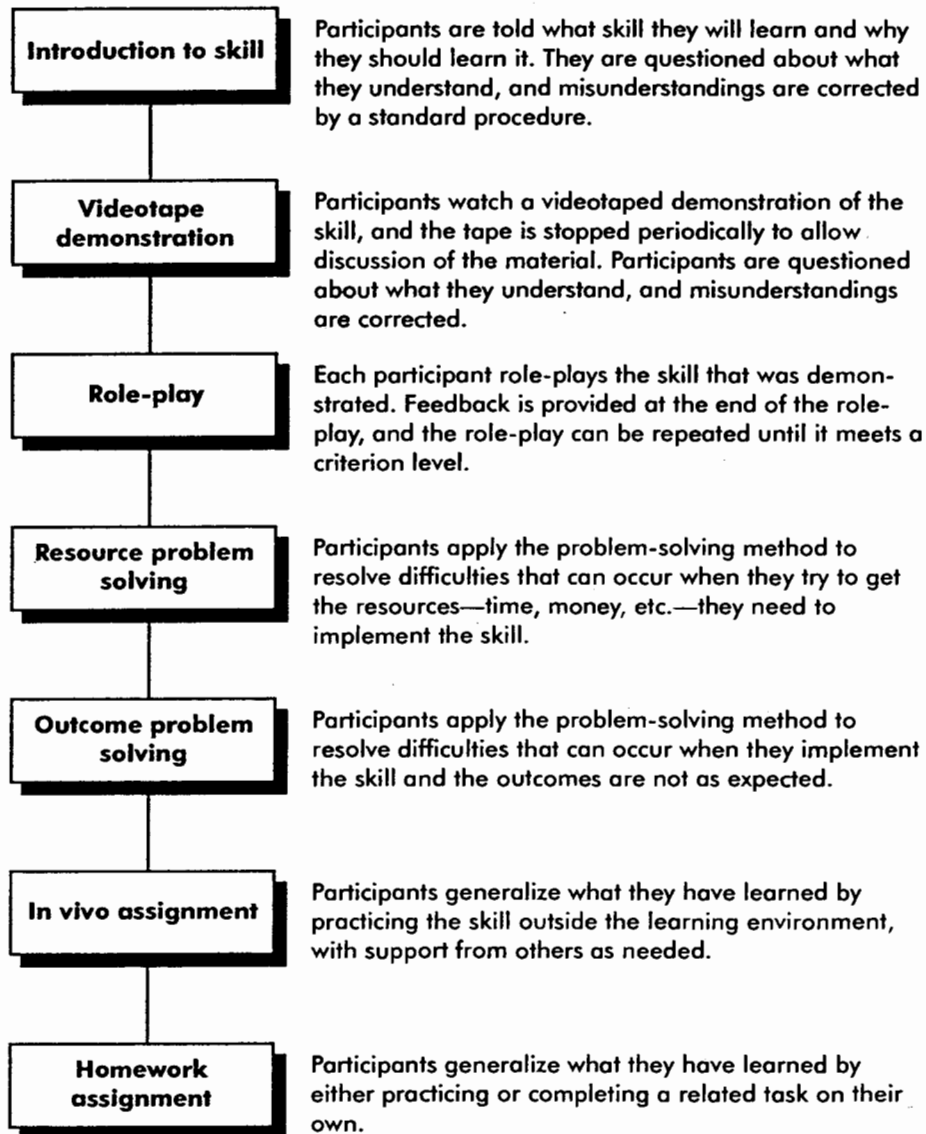 Introduction to skill
Participants are told what skill they will learn and why
they should learn it. They are questioned about what
they understand, and misunderstandings are corrected
by a standard procedure.
Videotape
demonstration
Participants watch a videotaped demonstration of the
skill, and the tape is stopped periodically to allow
discussion of the material. Participants are questioned
about what they understand, and misunderstandings
are corrected.
Role-play
Each participant role-plays the skill that was demon-
strated. Feedback is provided at the end of the role-
play, and the role-play can be repeated until it meets a
criterion level.
Resource problem
solving
Participants apply the problem-solving method to
resolve difficulties that can occur when they try to get
the resources—time, money, etc.—they need to
implement the skill.
Outcome problem
solving
Participants apply the problem-solving method to
resolve difficulties that can occur when they implement
the skill and the outcomes are not as expected.
In vivo assignment
Participants generalize what they have learned by
practicing the skill outside the learning environment,
with support from others as needed.
Homework
assignment
Participants generalize what they have learned by
either practicing or completing a related task on their
own.